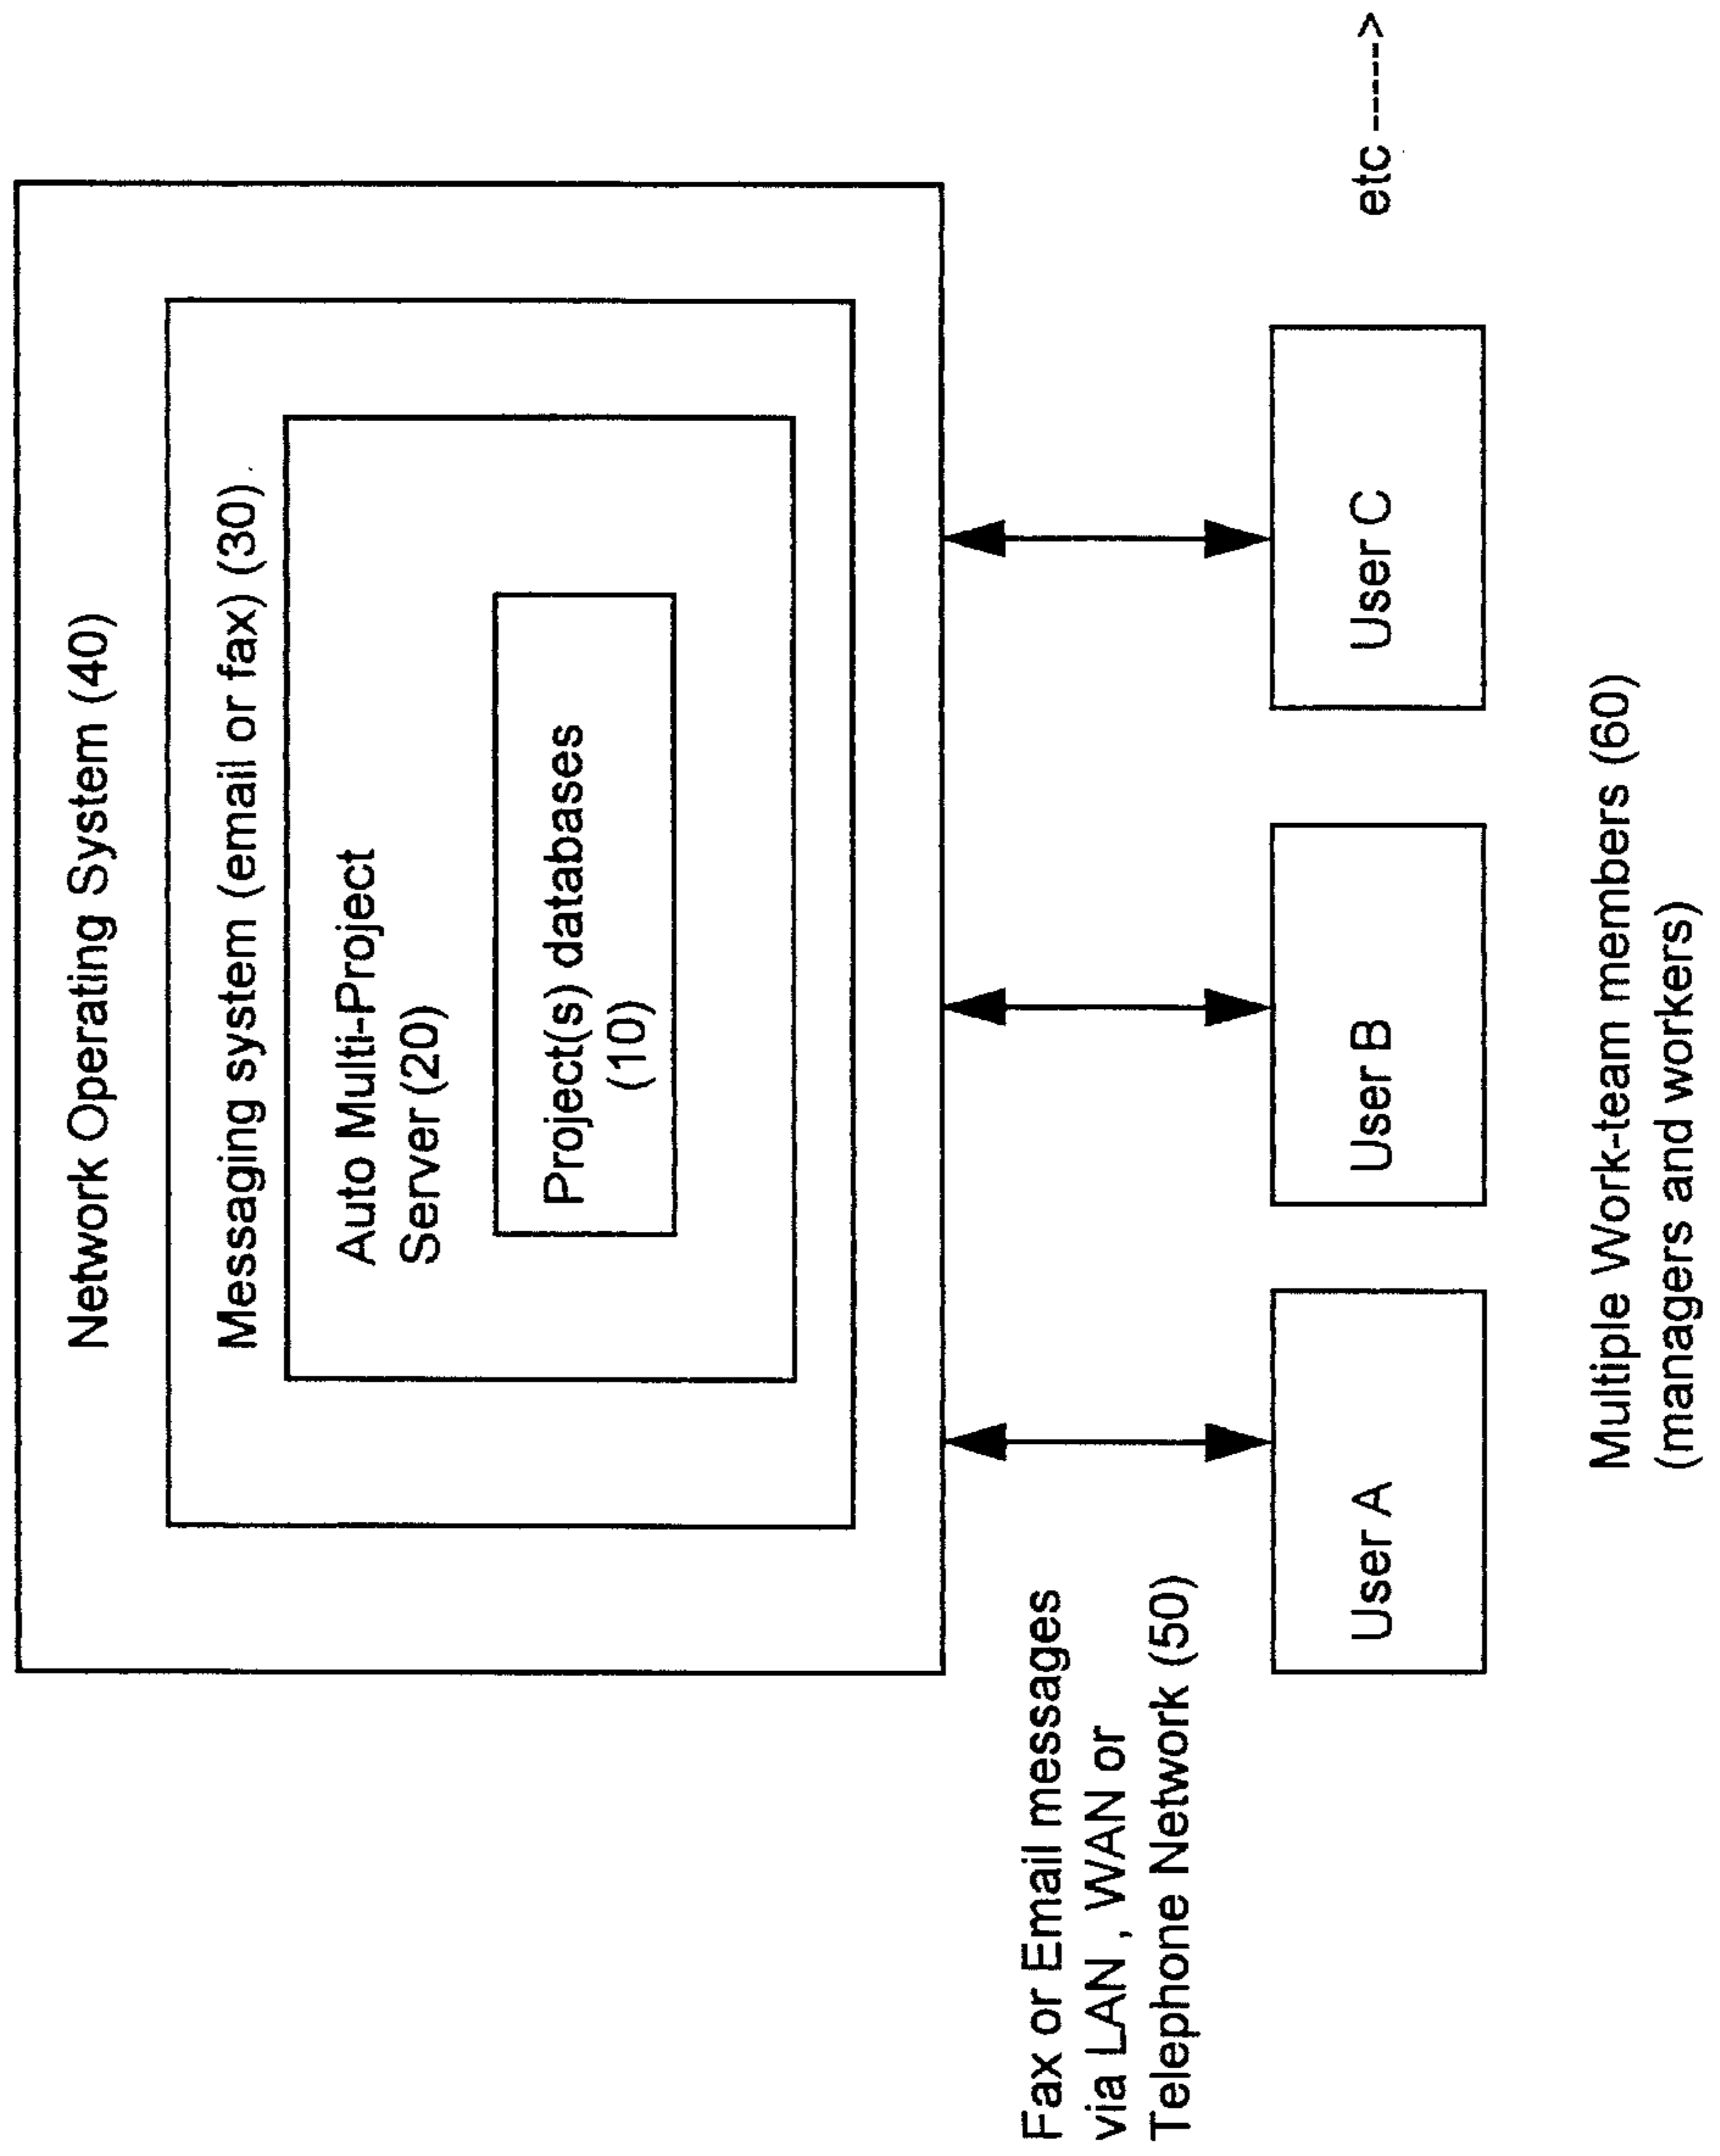 Network Operating System (40)
Messaging system (email or fax) (30)
Auto Multi-Project
Server (20)
Project(s) databases
(10)
Fax or Email messages
via LAN , WAN or
Telephone Network (50)
User A
User B
User C
etc ------>
Multiple Work-team members (60)
(managers and workers)